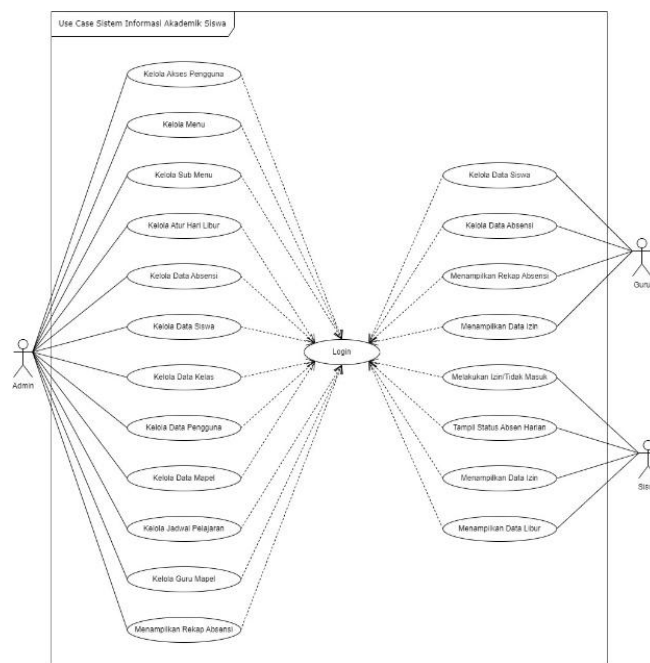 Use Case Sistem Informasi Akademik Siswa
Kelola Akses Pengguna
Kelola Menu
Kelola Sub Menu
Kelola Atur Hari Libur
Kelola Data Absensi
Kelola Data Siswa
Kelola Data Kelas
Kelola Data Pengguna
Kelola Data Mapel
Kelola Jadwal Pelajaran
Kelola Guru Mapel
Menampilkan Rekap Absensi
Admin
Login
Kelola Data Siswa
Kelola Data Absensi
Menampilkan Rekap Absensi
Menampilkan Data Izin
Melakukan Izin/Tidak Masuk
Tampil Status Absen Harian
Menampilkan Data Izin
Menampilkan Data Libur
Guru